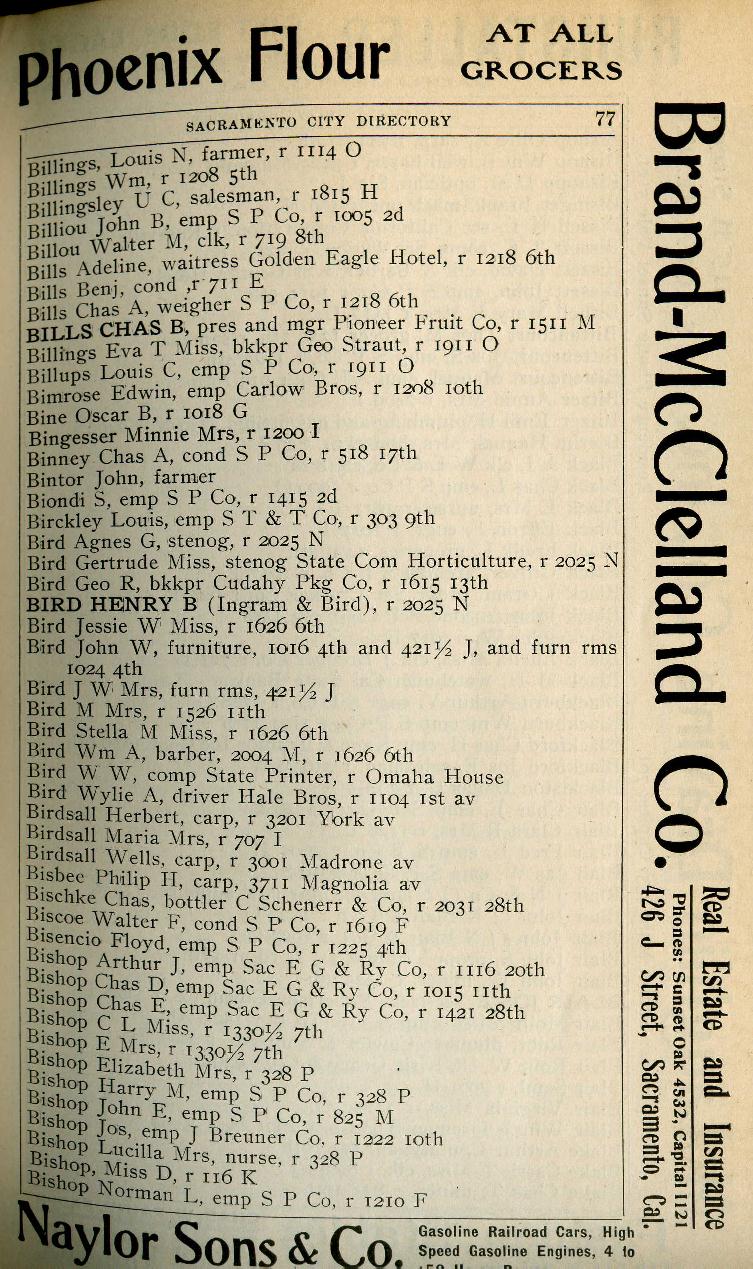 Phoenix Flour
AT ALL
GROCERS
SACRAMENTO CITY DIRECTORY 77
Billings, Louis N, farmer, r 1114 O
Billings Wm, r 1208 5th
Billingsley U C, salesman, r 1815 H
Billiou John B, emp S P Co, r 1005 2d
Billou Walter M, clk, r 719 8th
Bills Adeline, waitress Golden Eagle Hotel, r 1218 6th
Bills Benj, cond ,r 711 E
Bills Chas A, weigher S P Co, r 1218 6th
BILLS CHAS B, pres and mgr Pioneer Fruit Co, r 1511 M
Billings Eva T Miss, bkkpr Geo Straut, r 1911 O
Billups Louis C, emp S P Co, r 1911 O
Bimrose Edwin, emp Carlow Bros, r 1208 10th
Bine Oscar B, r 1018 G
Bingesser Minnie Mrs, r 1200 I
Binney Chas A, cond S P Co, r 518 17th
Bintor John, farmer
Biondi S, emp S P Co, r 1415 2d
Birckley Louis, emp S T & T Co, r 303 9th
Bird Agnes G, stenog, r 2025 N
Bird Gertrude Miss, stenog State Com Horticulture, r 2025 N
Bird Geo R, bkkpr Cudahy Pkg Co, r 1615 13th
BIRD HENRY B (Ingram & Bird), r 2025 N
Bird Jessie W Miss, r 1626 6th
Bird John W, furniture, 1016 4th and 421½ J, and furn rms
1024 4th
Bird J W Mrs, furn rms, 421½ J
Bird M Mrs, r 1526 11th
Bird Stella M Miss, r 1626 6th
Bird Wm A, barber, 2004 M, r 1626 6th
Bird W W, comp State Printer, r Omaha House
Bird Wylie A, driver Hale Bros, r 1104 1st av
Birdsall Herbert, carp, r 3201 York av
Birdsall Maria Mrs, r 707 I
Birdsall Wells, carp, r 3001 Madrone av
Bisbee Philip H, carp, 3711 Magnolia av
Bischke Chas, bottler C Schenerr & Co, r 2031 28th
Biscoe Walter F, cond S P Co, r 1619 F
Bisencio Floyd, emp S P Co, r 1225 4th
Bishop Arthur J, emp Sac E G & Ry Co, r 1116 20th
Bishop Chas D, emp Sac E G & Ry Co, r 1015 11th
Bishop Chas E, emp Sac E G & Ry Co, r 1421 28th
Bishop C L Miss, r 1330½ 7th
Bishop E Mrs, r 1330½ 7th
Bishop Elizabeth Mrs, r 328 P
Bishop Harry M, emp S P Co, r 328 P
Bishop John E, emp S P Co, r 825 M
Bishop Jos, emp J Breuner Co, r 1222 10th
Bishop Lucilla Mrs, nurse, r 328 P
Bishop, Miss D, r 116 K
Bishop Norman L, emp S P Co, r 1210 F
Brand-McClelland Co.
Real Estate and Insurance
Phones: Sunset Oak 4532, Capital 1121
426 J Street, Sacramento, Cal.
Naylor Sons & Co.
Gasoline Railroad Cars, High
Speed Gasoline Engines, 4 to